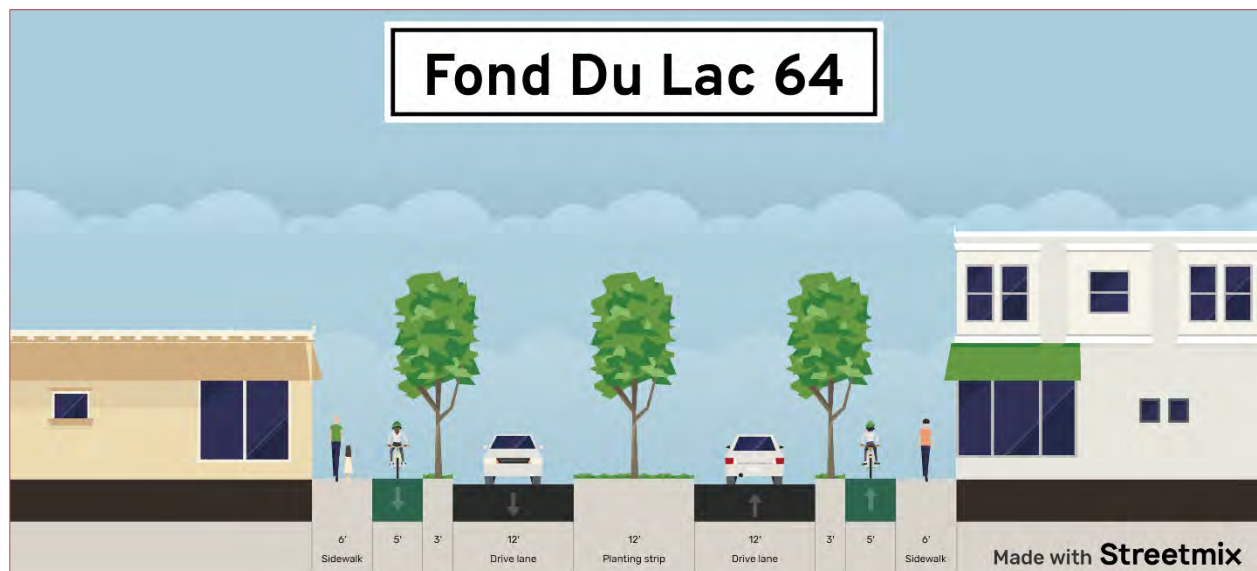 Fond Du Lac 64
6' 5' 3' 12' 12' 12' 3' 5' 6'
Sidewalk Drive lane Planting strip Drive lane Sidewalk
Made with Streetmix